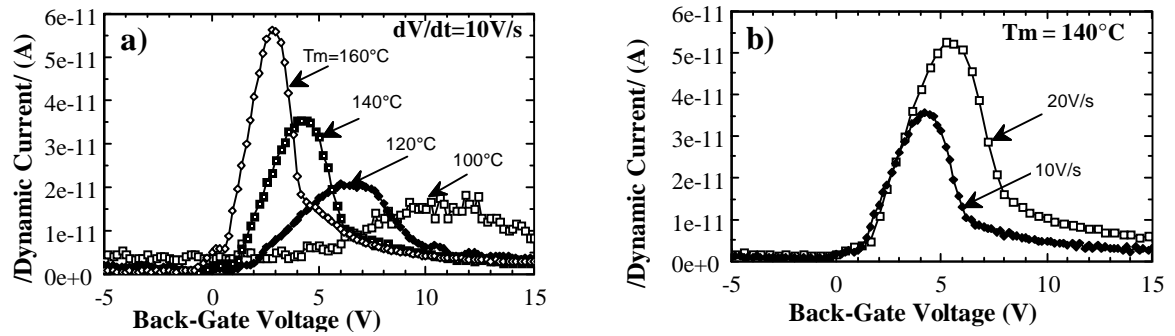 a)
dV/dt=10V/s
/Dynamic Current/ (A)
6e-11
5e-11
4e-11
3e-11
2e-11
1e-11
0e+0
Tm=160°C
140°C
120°C
100°C
-5
0
5
10
15
Back-Gate Voltage (V)
b)
Tm = 140°C
/Dynamic Current/ (A)
6e-11
5e-11
4e-11
3e-11
2e-11
1e-11
0e+0
20V/s
10V/s
-5
0
5
10
15
Back-Gate Voltage (V)